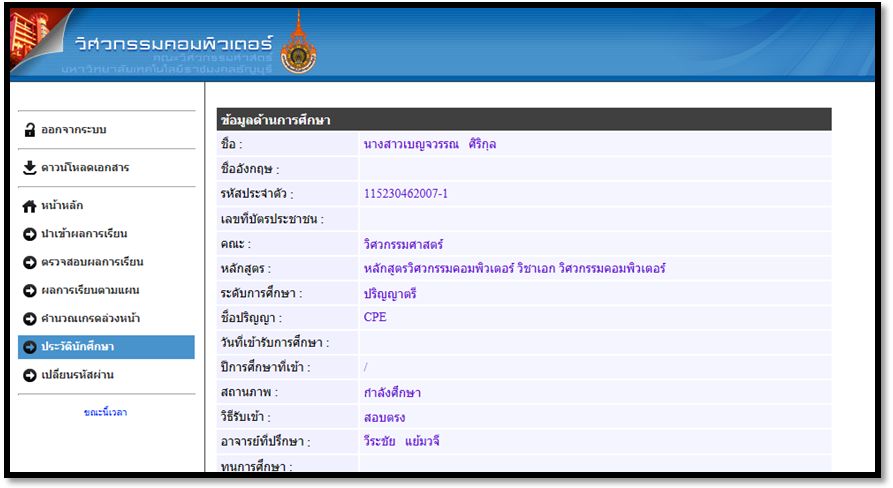 วิศวกรรมคอมพิวเตอร์
คณะวิศวกรรมศาสตร์
มหาวิทยาลัยเทคโนโลยีราชมงคลธัญบุรี
ออกจากระบบ
ดาวน์โหลดเอกสาร
หน้าหลัก
นำเข้าผลการเรียน
ตรวจสอบผลการเรียน
ผลการเรียนตามแผน
คำนวณเกรดล่วงหน้า
ประวัตินักศึกษา
เปลี่ยนรหัสผ่าน
ขณะนี้เวลา
ข้อมูลด้านการศึกษา
ชื่อ : นางสาวเบญจวรรณ ศิริกุล
ชื่ออังกฤษ :
รหัสประจำตัว : 115230462007-1
เลขที่บัตรประชาชน :
คณะ : วิศวกรรมศาสตร์
หลักสูตร : หลักสูตรวิศวกรรมคอมพิวเตอร์ วิชาเอก วิศวกรรมคอมพิวเตอร์
ระดับการศึกษา : ปริญญาตรี
ชื่อปริญญา : CPE
วันที่เข้ารับการศึกษา :
ปีการศึกษาที่เข้า : /
สถานภาพ : กำลังศึกษา
วิธีรับเข้า : สอบตรง
อาจารย์ที่ปรึกษา : วีระชัย แย้มวจี
ทุนการศึกษา :